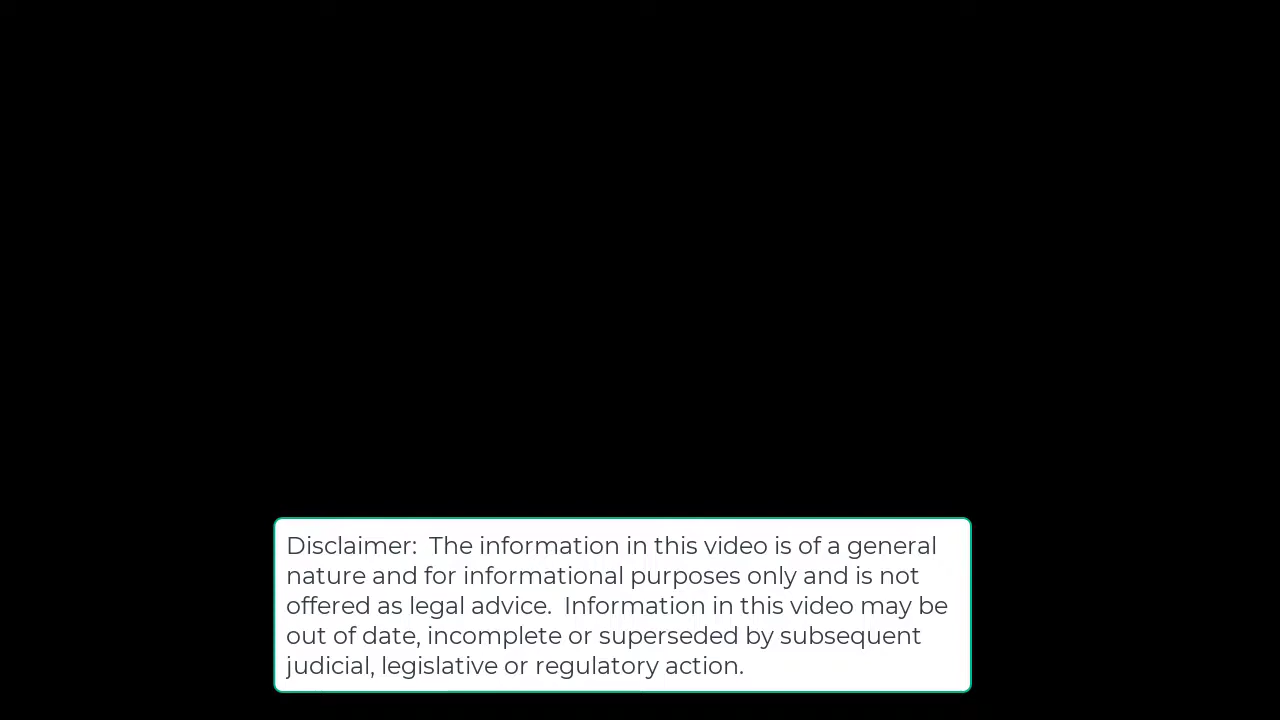 Disclaimer:  The information in this video is of a general
nature and for informational purposes only and is not
offered as legal advice.  Information in this video may be
out of date, incomplete or superseded by subsequent
judicial, legislative or regulatory action.